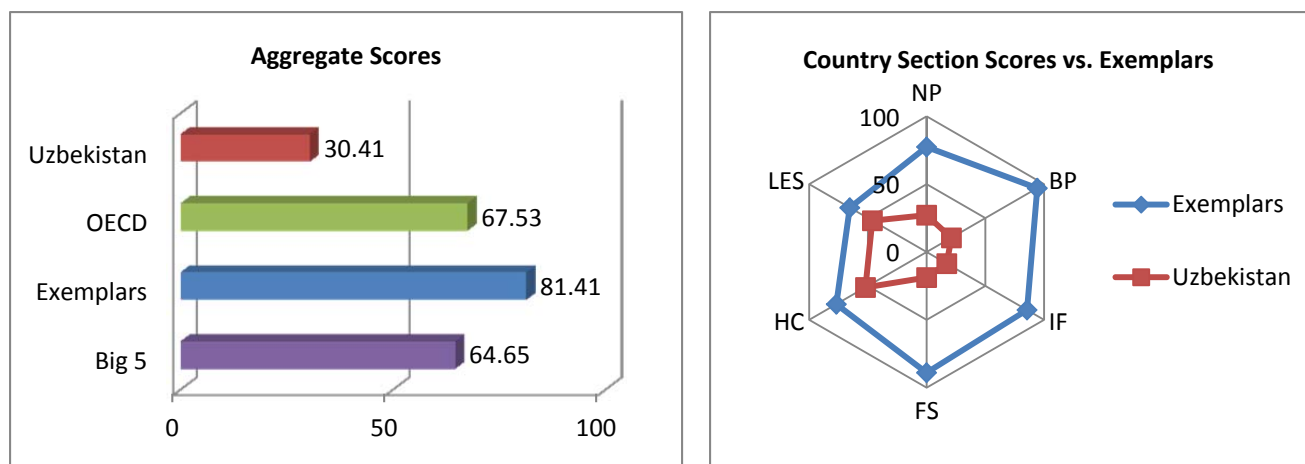 Aggregate Scores
Uzbekistan
30.41
OECD
67.53
Exemplars
81.41
Big 5
64.65
0
50
100
Country Section Scores vs. Exemplars
NP
100
LES
50
BP
0
HC
IF
FS
Exemplars
Uzbekistan